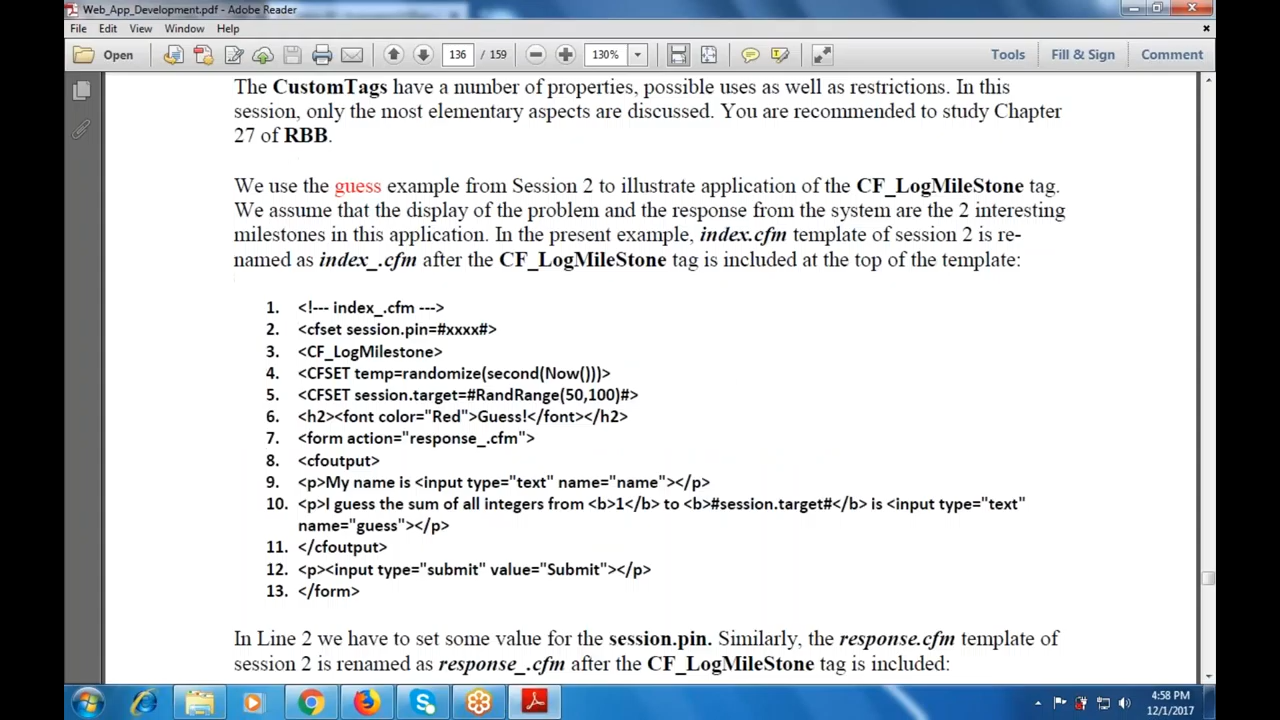 Web_App_Development.pdf - Adobe Reader
File Edit View Window Help
Open 136 / 159 130% Tools Fill & Sign Comment
The CustomTags have a number of properties, possible uses as well as restrictions. In this
session, only the most elementary aspects are discussed. You are recommended to study Chapter
27 of RBB.
We use the guess example from Session 2 to illustrate application of the CF_LogMileStone tag.
We assume that the display of the problem and the response from the system are the 2 interesting
milestones in this application. In the present example, index.cfm template of session 2 is re-
named as index_.cfm after the CF_LogMileStone tag is included at the top of the template:
1. <!--- index_.cfm --->
2. <cfset session.pin=#xxxx#>
3. <CF_LogMilestone>
4. <CFSET temp=randomize(second(Now()))>
5. <CFSET session.target=#RandRange(50,100)#>
6. <h2><font color="Red">Guess!</font></h2>
7. <form action="response_.cfm">
8. <cfoutput>
9. <p>My name is <input type="text" name="name"></p>
10. <p>I guess the sum of all integers from <b>1</b> to <b>#session.target#</b> is <input type="text"
name="guess"></p>
11. </cfoutput>
12. <p><input type="submit" value="Submit"></p>
13. </form>
In Line 2 we have to set some value for the session.pin. Similarly, the response.cfm template of
session 2 is renamed as response_.cfm after the CF_LogMileStone tag is included:
4:58 PM
12/1/2017